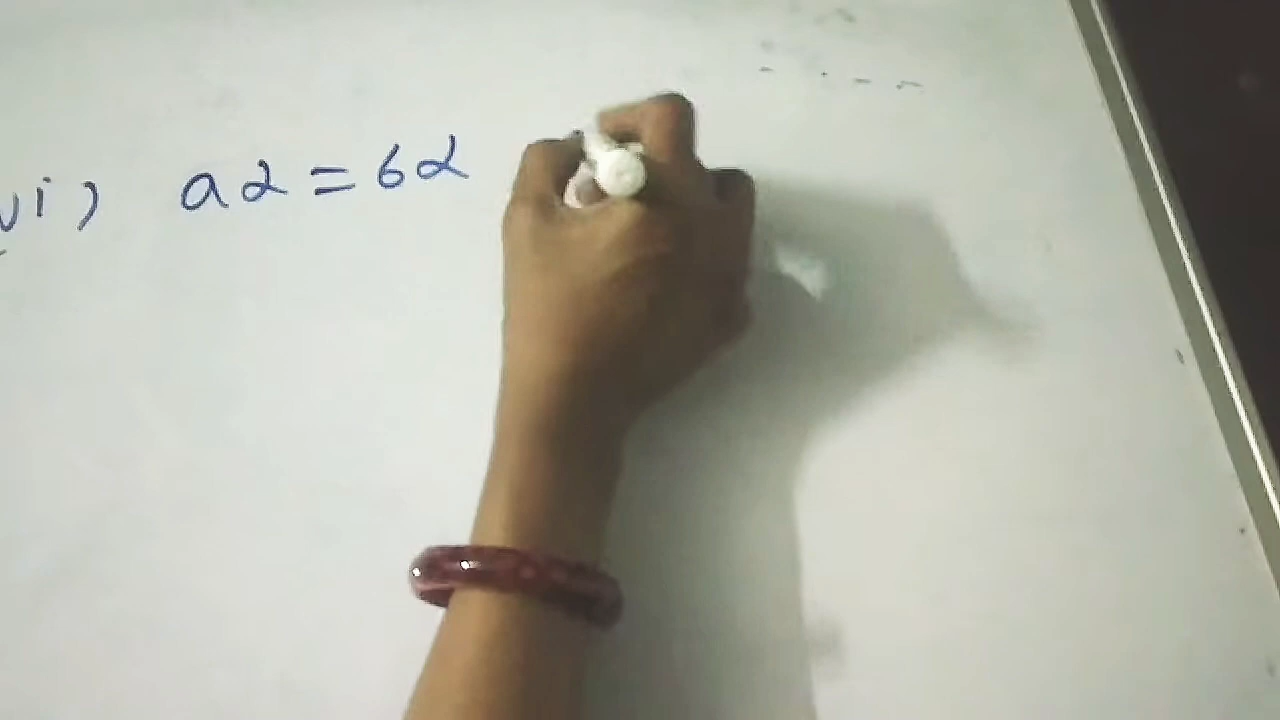 vi) aα = bα